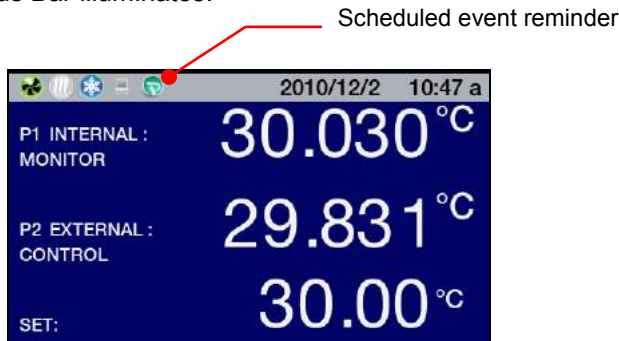 Scheduled event reminder
2010/12/2 10:47 a
P1 INTERNAL : 30.030 °C
MONITOR
P2 EXTERNAL : 29.831 °C
CONTROL
SET: 30.00 °C